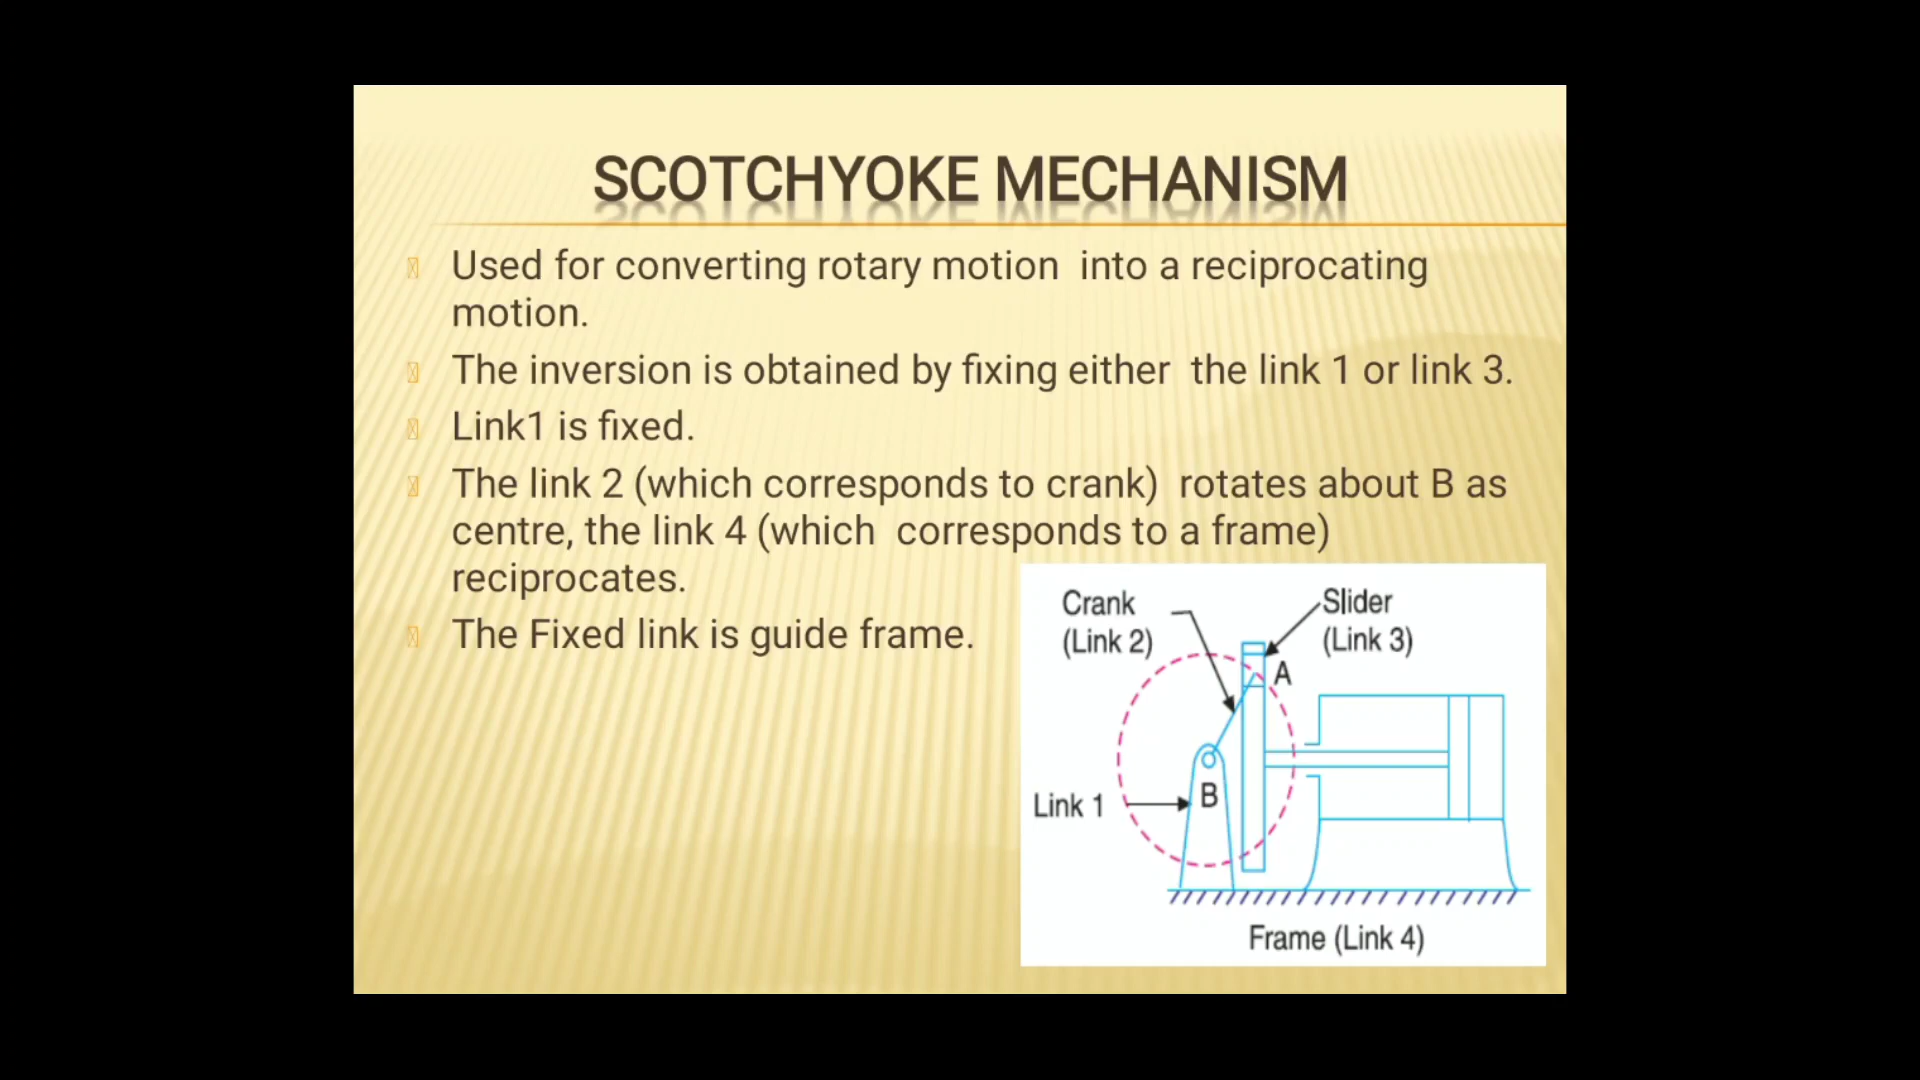 SCOTCHYOKE MECHANISM
Used for converting rotary motion into a reciprocating
motion.
The inversion is obtained by fixing either the link 1 or link 3.
Link1 is fixed.
The link 2 (which corresponds to crank) rotates about B as
centre, the link 4 (which corresponds to a frame)
reciprocates.
The Fixed link is guide frame.
Crank
(Link 2)
Slider
(Link 3)
A
B
Link 1
Frame (Link 4)